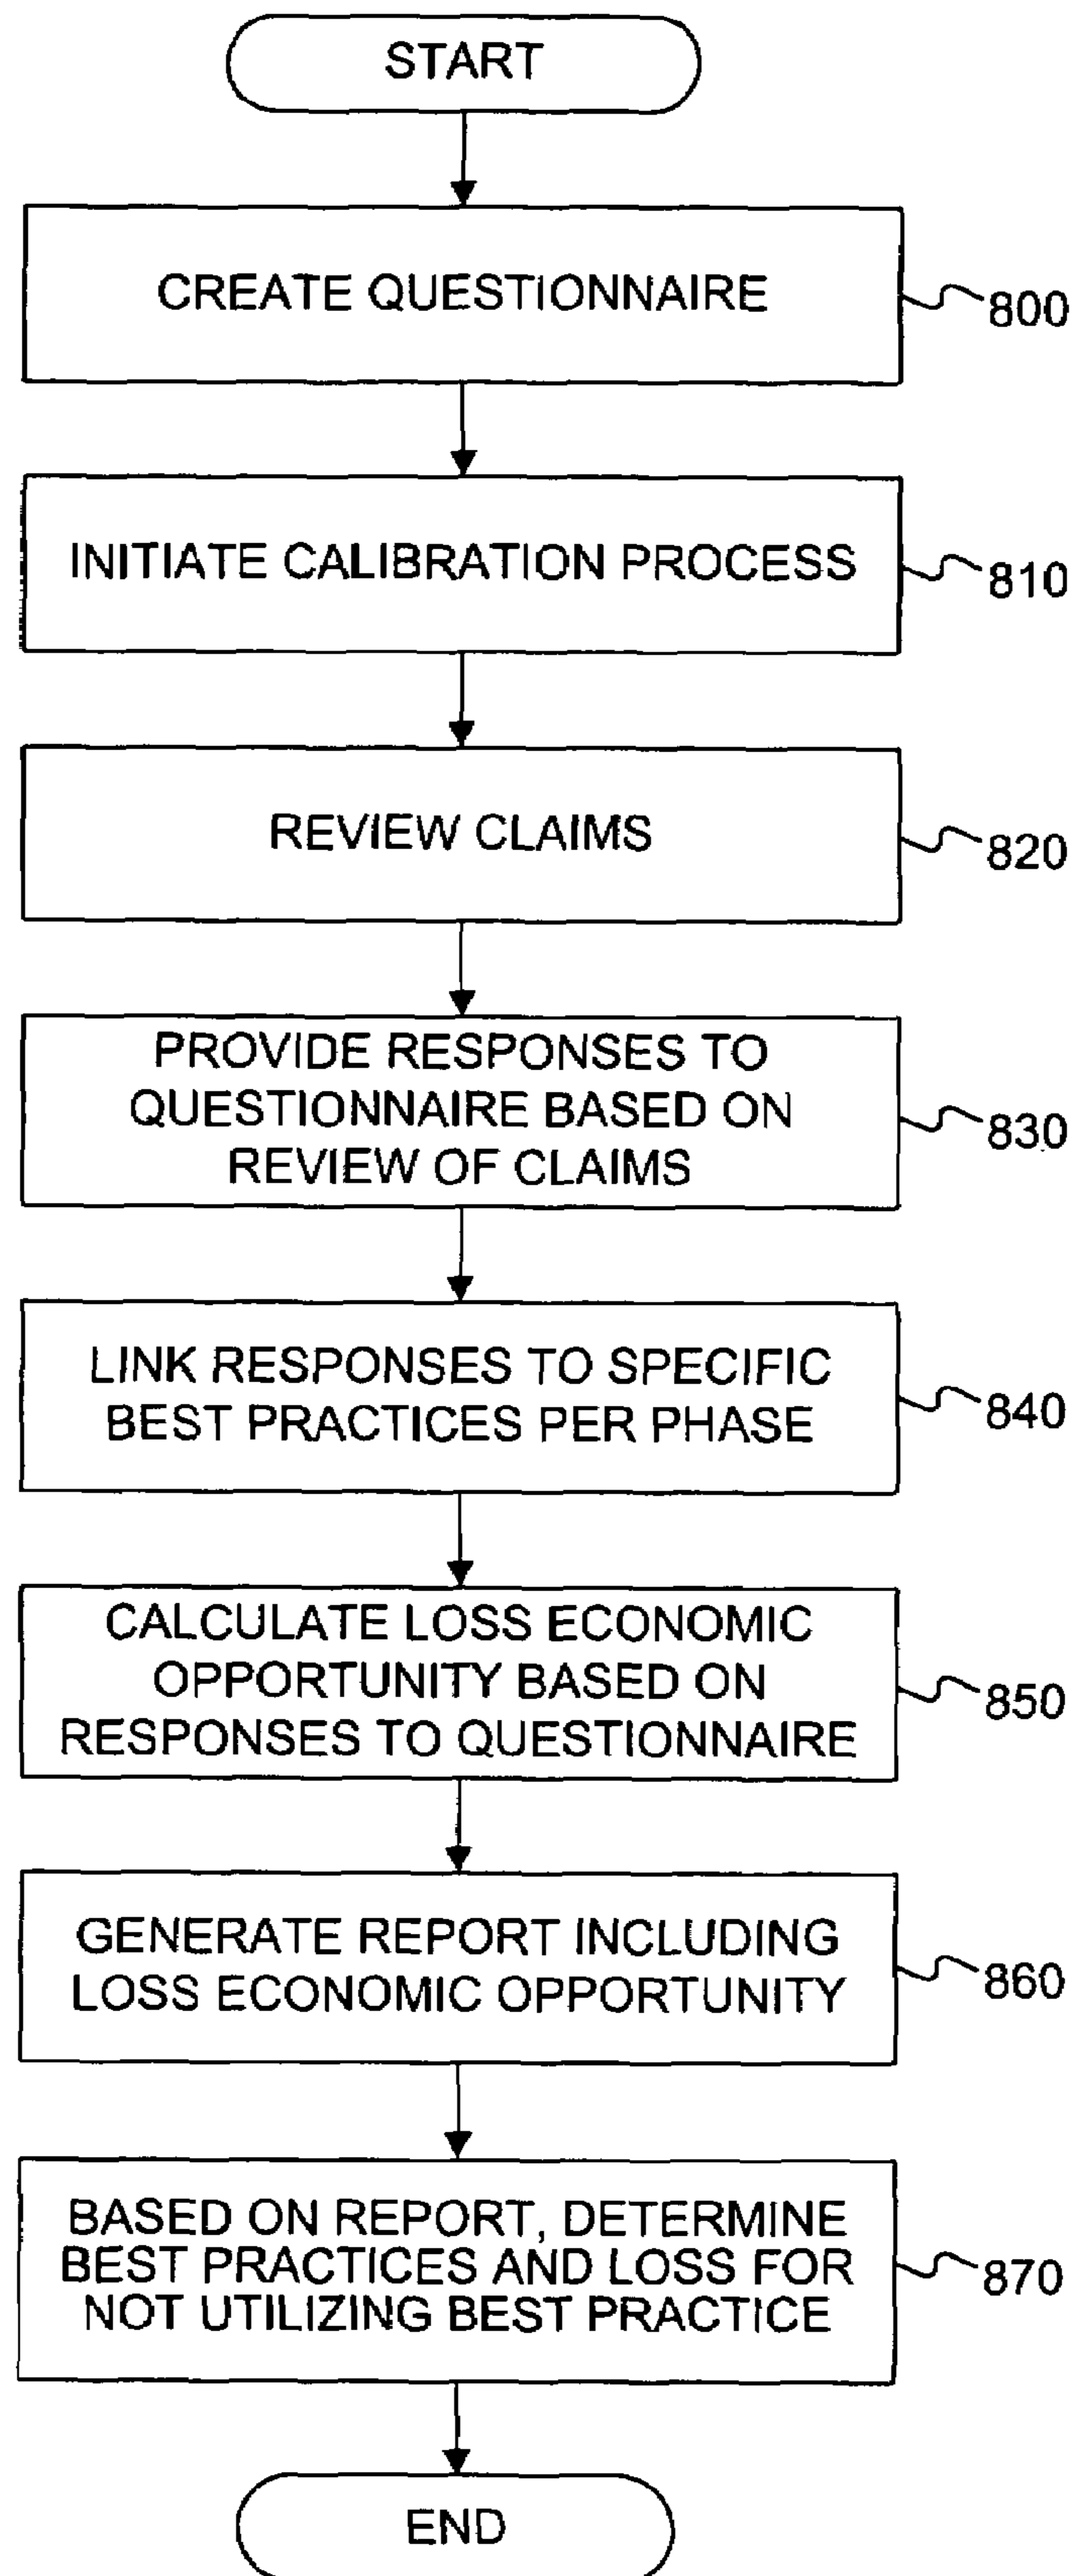 START
CREATE QUESTIONNAIRE
800
INITIATE CALIBRATION PROCESS
810
REVIEW CLAIMS
820
PROVIDE RESPONSES TO
QUESTIONNAIRE BASED ON
REVIEW OF CLAIMS
830
LINK RESPONSES TO SPECIFIC
BEST PRACTICES PER PHASE
840
CALCULATE LOSS ECONOMIC
OPPORTUNITY BASED ON
RESPONSES TO QUESTIONNAIRE
850
GENERATE REPORT INCLUDING
LOSS ECONOMIC OPPORTUNITY
860
BASED ON REPORT, DETERMINE
BEST PRACTICES AND LOSS FOR
NOT UTILIZING BEST PRACTICE
870
END